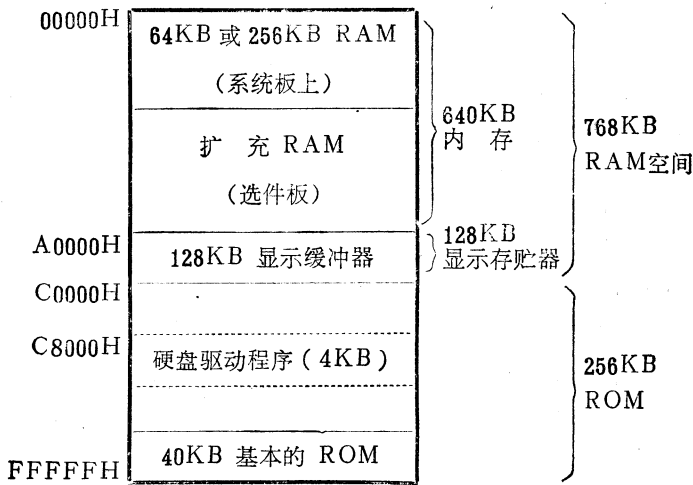 00000H
64KB 或 256KB RAM
（系统板上）
扩 充 RAM
（选件板）
640KB
内 存
768KB
RAM空间
A0000H
128KB 显示缓冲器
128KB
显示存贮器
C0000H
C8000H
硬盘驱动程序（4KB）
256KB
ROM
40KB 基本的 ROM
FFFFFH